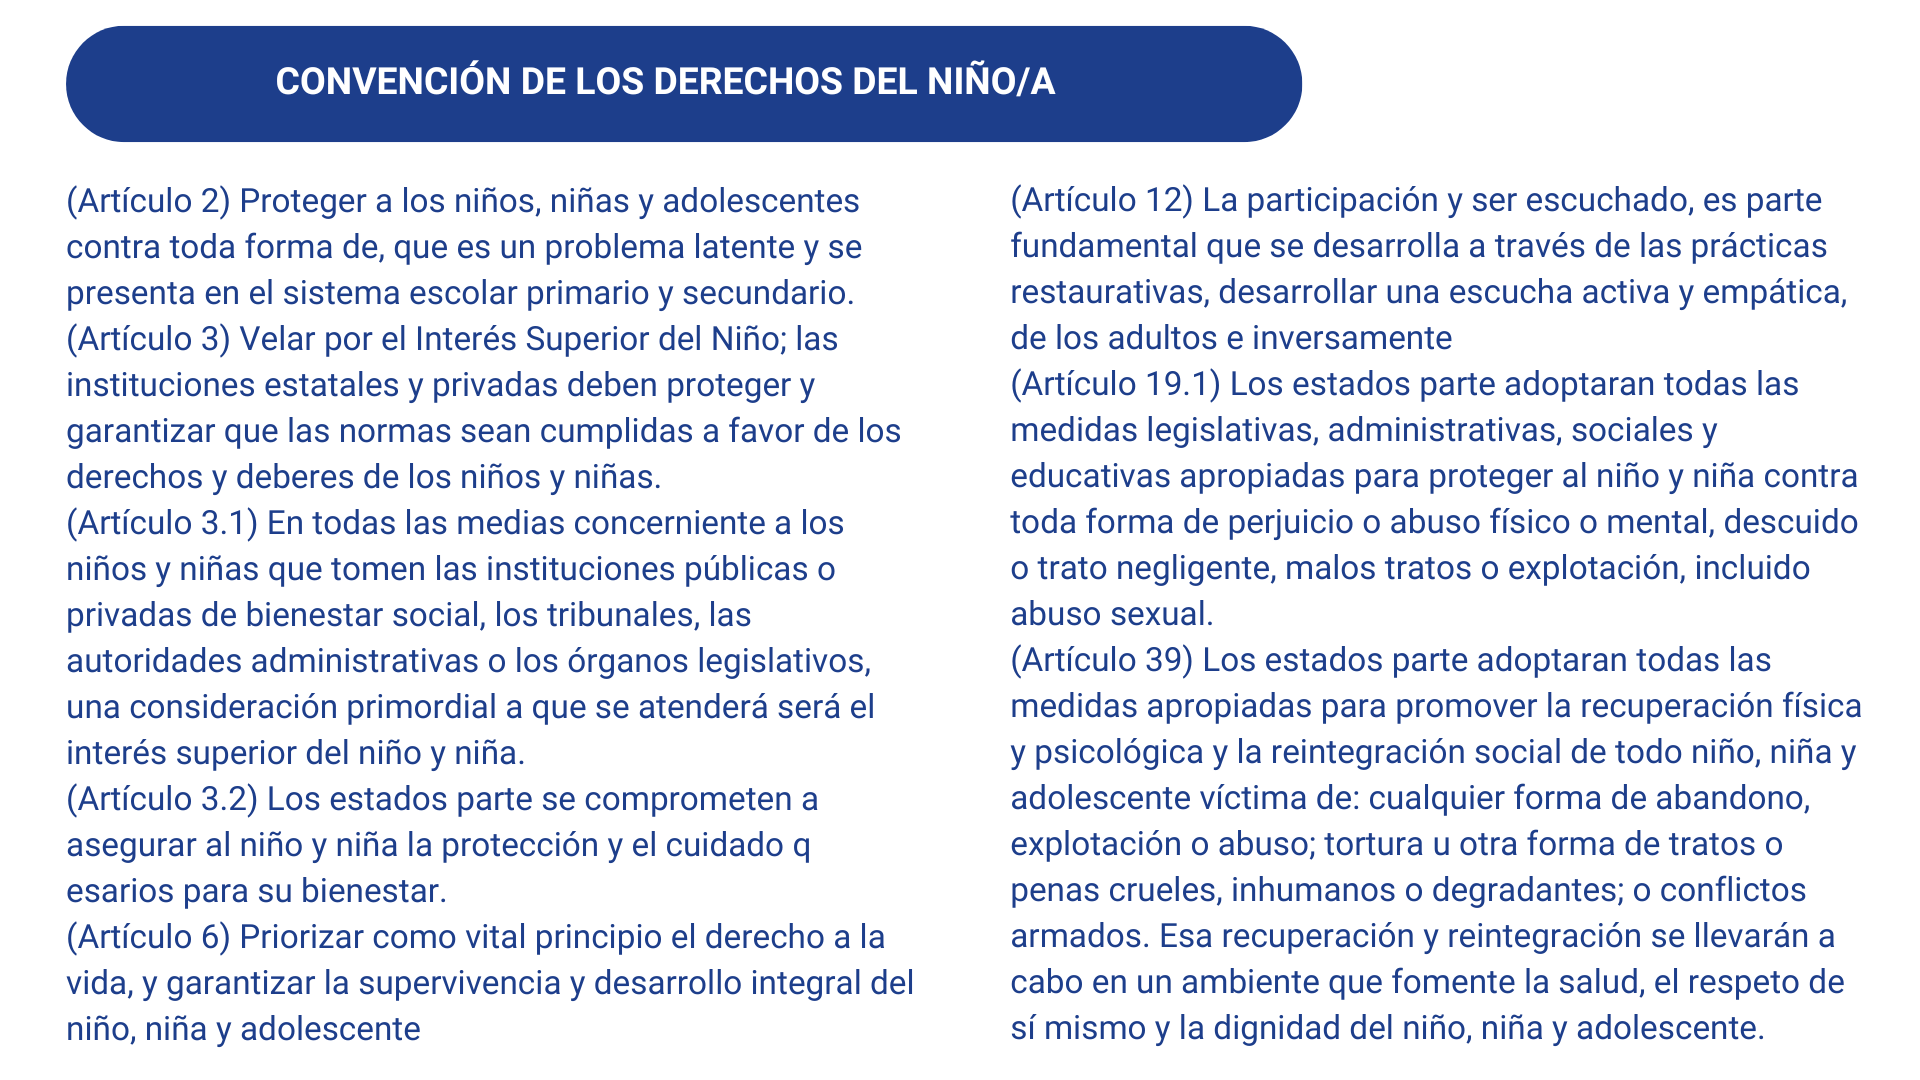 CONVENCIÓN DE LOS DERECHOS DEL NIÑO/A
(Artículo 2) Proteger a los niños, niñas y adolescentes
contra toda forma de, que es un problema latente y se
presenta en el sistema escolar primario y secundario.
(Artículo 3) Velar por el Interés Superior del Niño; las
instituciones estatales y privadas deben proteger y
garantizar que las normas sean cumplidas a favor de los
derechos y deberes de los niños y niñas.
(Artículo 3.1) En todas las medias concerniente a los
niños y niñas que tomen las instituciones públicas o
privadas de bienestar social, los tribunales, las
autoridades administrativas o los órganos legislativos,
una consideración primordial a que se atenderá será el
interés superior del niño y niña.
(Artículo 3.2) Los estados parte se comprometen a
asegurar al niño y niña la protección y el cuidado q
esarios para su bienestar.
(Artículo 6) Priorizar como vital principio el derecho a la
vida, y garantizar la supervivencia y desarrollo integral del
niño, niña y adolescente
(Artículo 12) La participación y ser escuchado, es parte
fundamental que se desarrolla a través de las prácticas
restaurativas, desarrollar una escucha activa y empática,
de los adultos e inversamente
(Artículo 19.1) Los estados parte adoptaran todas las
medidas legislativas, administrativas, sociales y
educativas apropiadas para proteger al niño y niña contra
toda forma de perjuicio o abuso físico o mental, descuido
o trato negligente, malos tratos o explotación, incluido
abuso sexual.
(Artículo 39) Los estados parte adoptaran todas las
medidas apropiadas para promover la recuperación física
y psicológica y la reintegración social de todo niño, niña y
adolescente víctima de: cualquier forma de abandono,
explotación o abuso; tortura u otra forma de tratos o
penas crueles, inhumanos o degradantes; o conflictos
armados. Esa recuperación y reintegración se llevarán a
cabo en un ambiente que fomente la salud, el respeto de
sí mismo y la dignidad del niño, niña y adolescente.